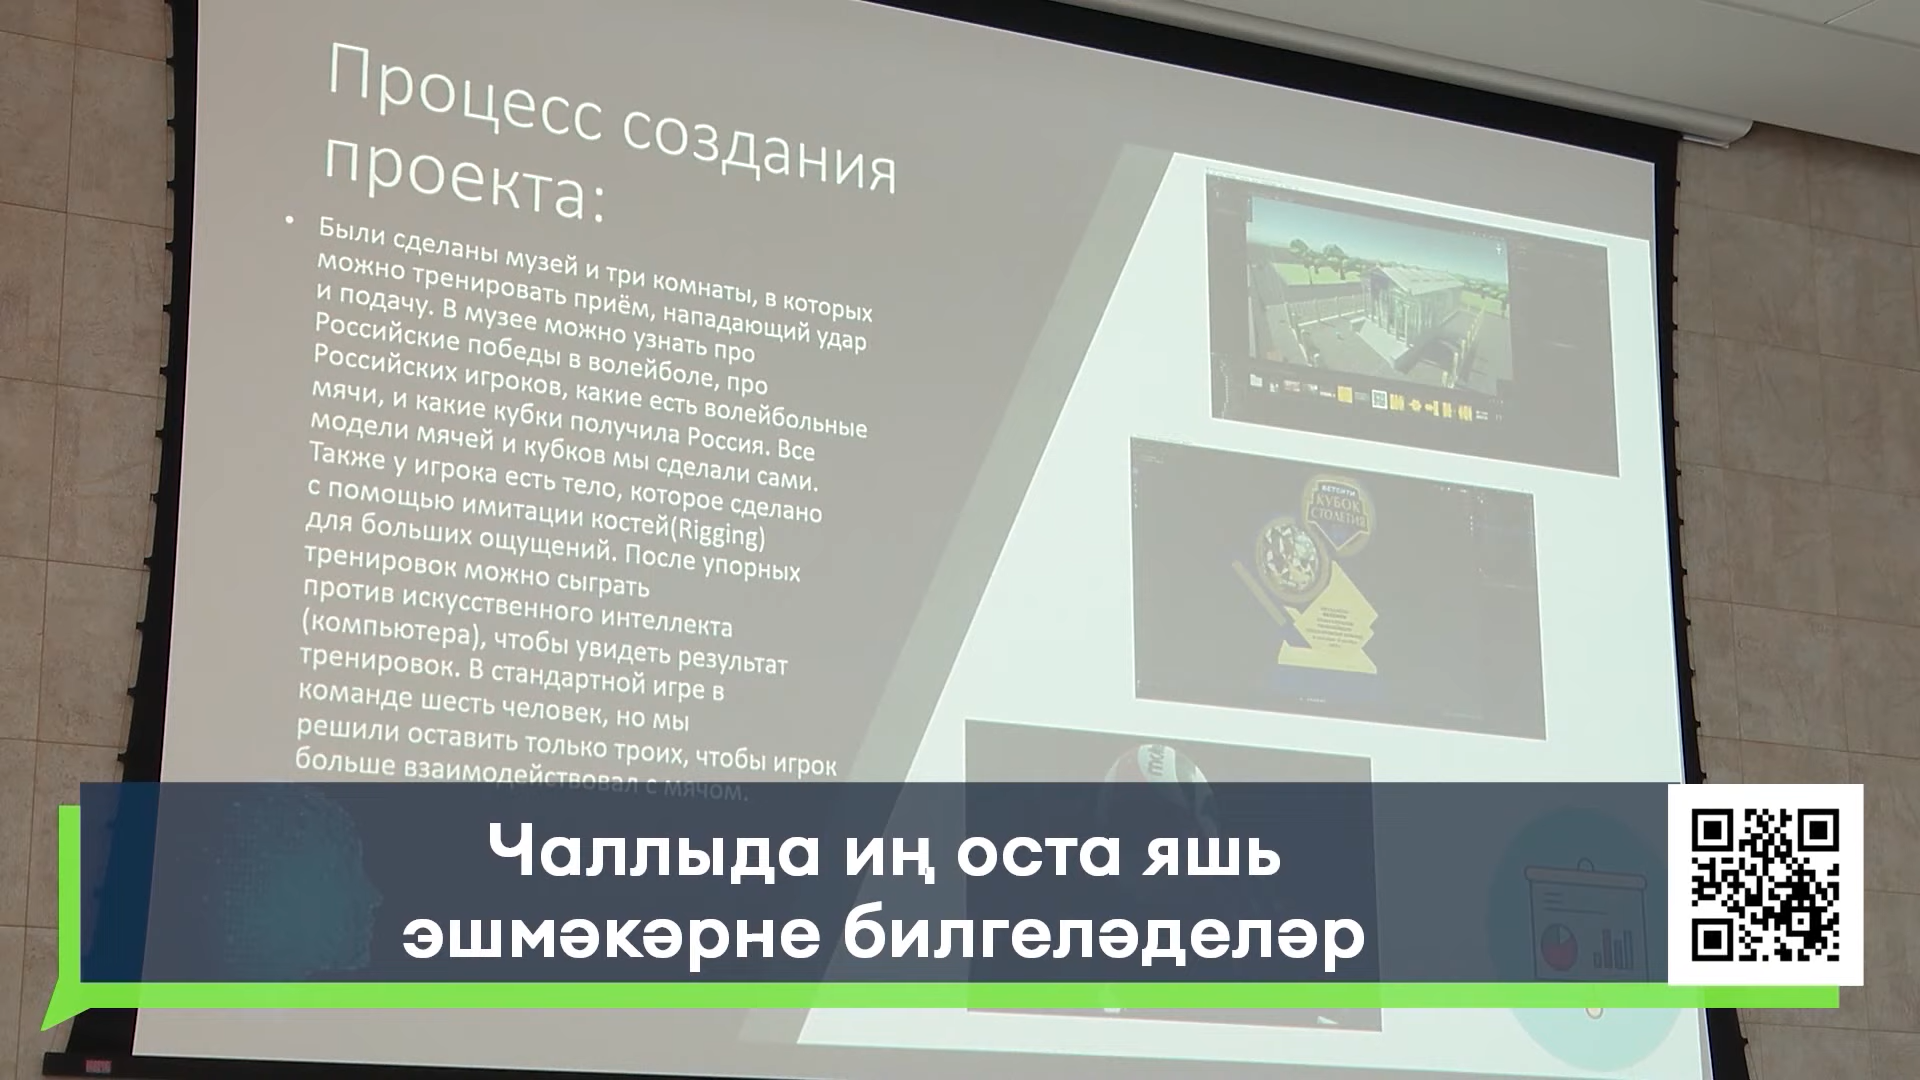 Процесс создания
проекта:
• Были сделаны музей и три комнаты, в которых
можно тренировать приём, нападающий удар
и подачу. В музее можно узнать про
Российские победы в волейболе, про
Российских игроков, какие есть волейбольные
мячи, и какие кубки получила Россия. Все
модели мячей и кубков мы сделали сами.
Также у игрока есть тело, которое сделано
с помощью имитации костей(Rigging)
для больших ощущений. После упорных
тренировок можно сыграть
против искусственного интеллекта
(компьютера), чтобы увидеть результат
тренировок. В стандартной игре в
команде шесть человек, но мы
решили оставить только троих, чтобы игрок
больше взаимодействовал с мячом.
БЕТСИТИ
КУБОК
СТОЛЕТИЯ
Чаллыда иң оста яшь
эшмәкәрне билгеләделәр